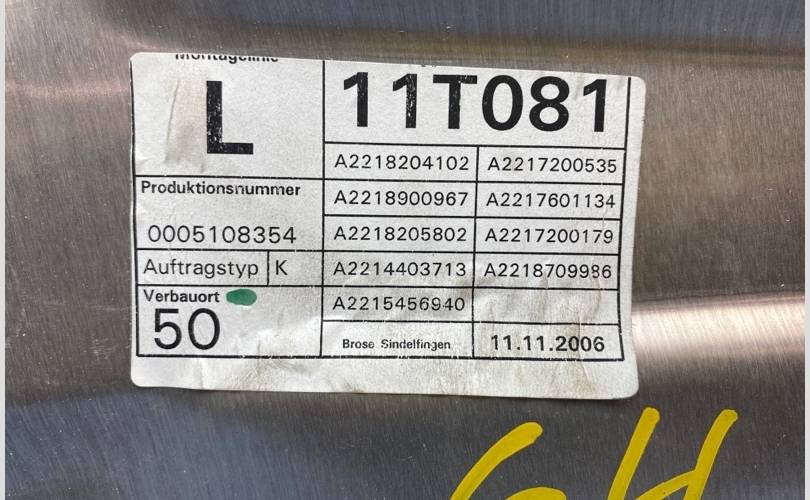 Montagelinie
L
11T081
A2218204102 A2217200535
Produktionsnummer
A2218900967 A2217601134
0005108354
A2218205802 A2217200179
Auftragstyp K
A2214403713 A2218709986
Verbauort
50
A2215456940
Brose Sindelfingen 11.11.2006